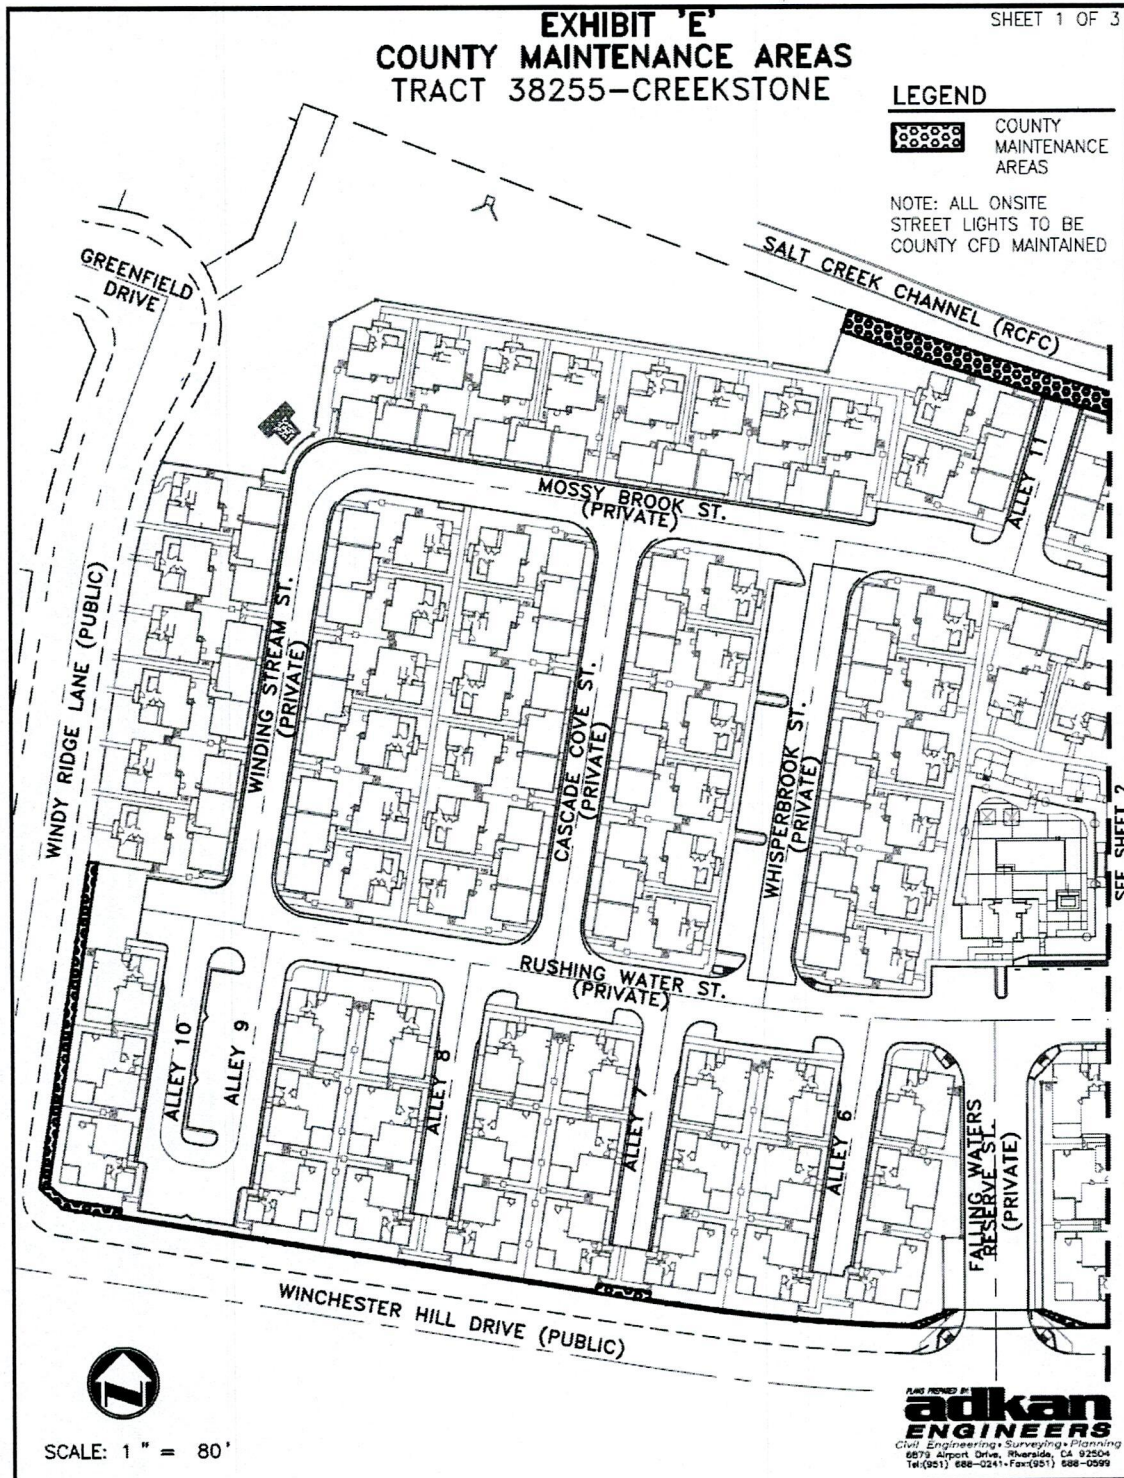 EXHIBIT 'E'
COUNTY MAINTENANCE AREAS
TRACT 38255-CREEKSTONE
SHEET 1 OF 3
LEGEND
COUNTY
MAINTENANCE
AREAS
NOTE: ALL ONSITE
STREET LIGHTS TO BE
COUNTY CFD MAINTAINED
SALT CREEK CHANNEL (RCFC)
GREENFIELD
DRIVE
MOSSY BROOK ST.
(PRIVATE)
ALLEY 11
WINDY RIDGE LANE (PUBLIC)
WINDING STREAM ST.
(PRIVATE)
CASCADE COVE ST.
(PRIVATE)
WHISPERBROOK ST.
(PRIVATE)
SEE SHEET 2
RUSHING WATER ST.
(PRIVATE)
ALLEY 10
ALLEY 9
ALLEY 8
ALLEY 7
ALLEY 6
FALLING WATERS
RESERVE ST.
(PRIVATE)
WINCHESTER HILL DRIVE (PUBLIC)
SCALE: 1 " = 80'
PLANS PREPARED BY:
adkan
ENGINEERS
Civil Engineering•Surveying•Planning
6879 Airport Drive, Riverside, CA 92504
Tel:(951) 688-0241•Fax:(951) 688-0599